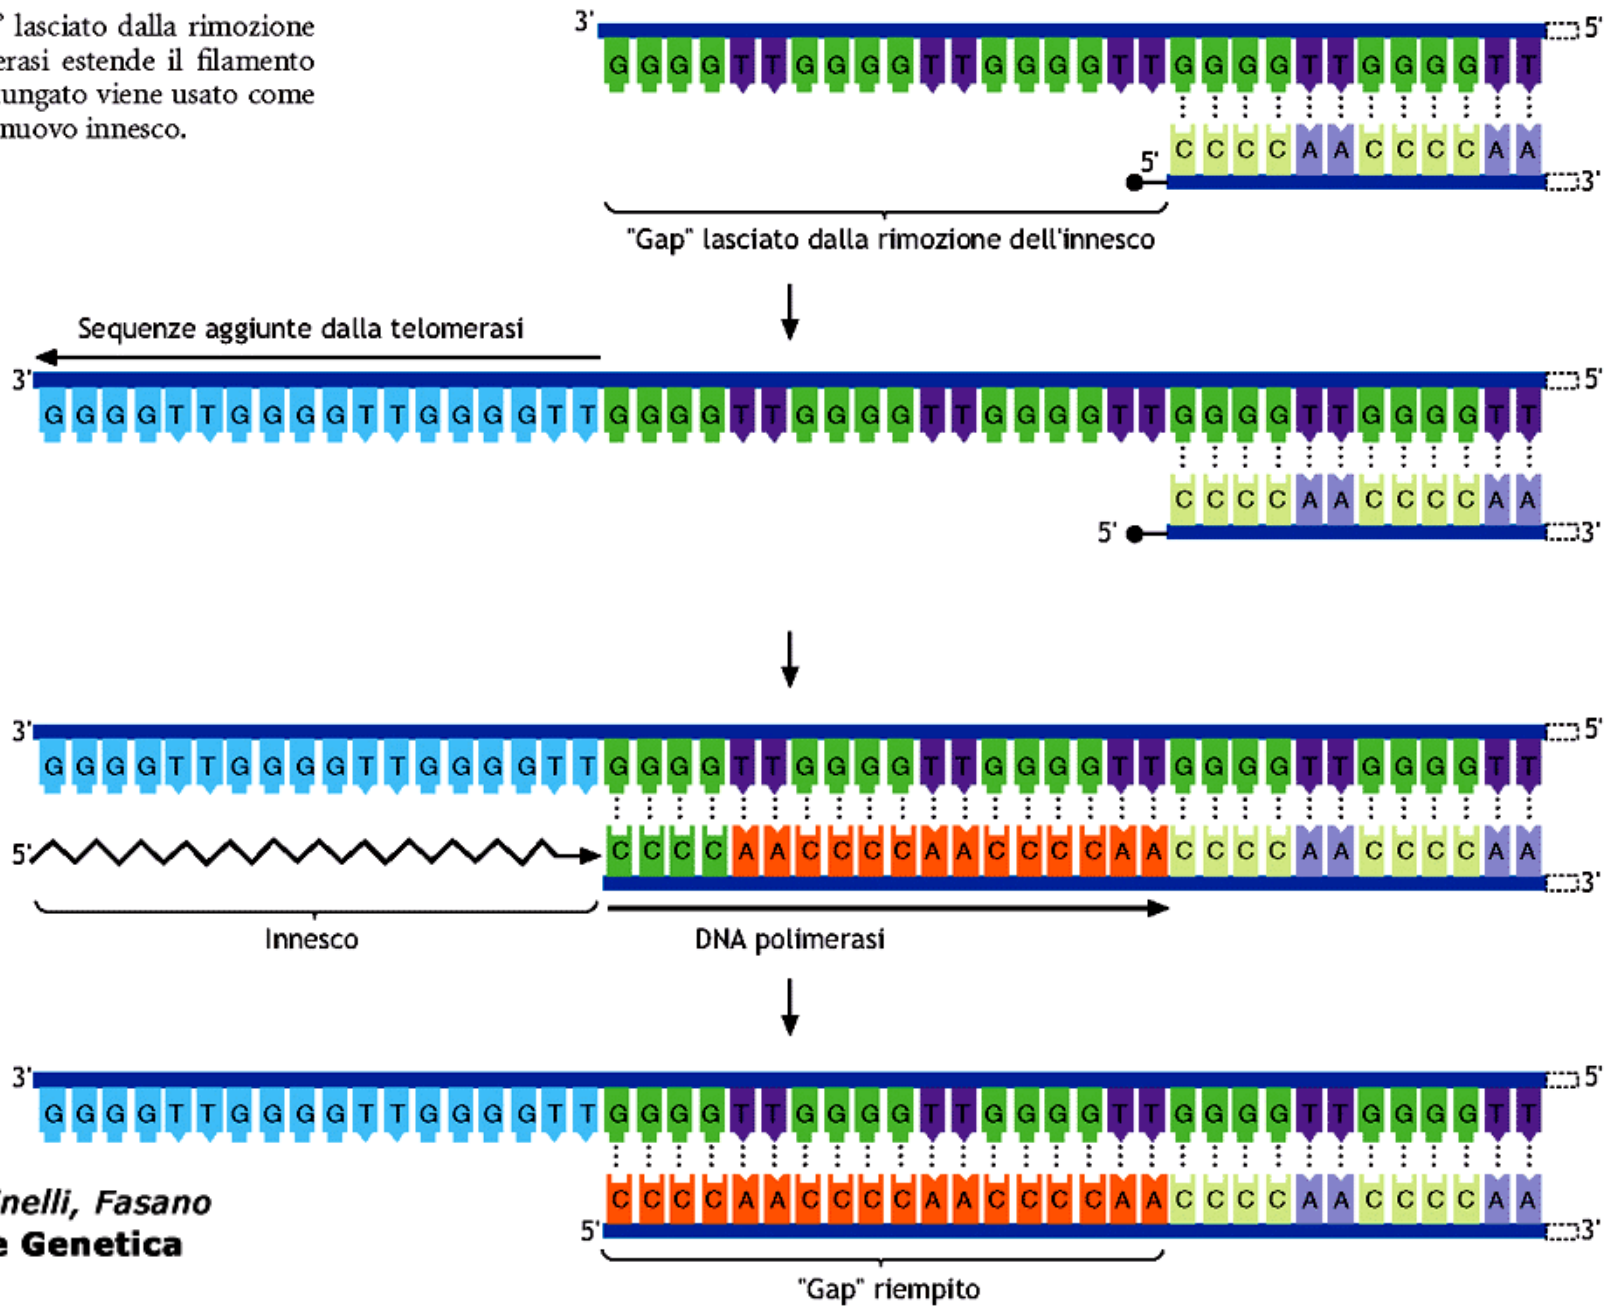 ° lasciato dalla rimozione
erasi estende il filamento
ungato viene usato come
nuovo innesco.
3' 5'
G G G G T T G G G G T T G G G G T T G G G G T T G G G G T T
C C C C A A C C C C A A
5' 3'
"Gap" lasciato dalla rimozione dell'innesco
Sequenze aggiunte dalla telomerasi
3' 5'
G G G G T T G G G G T T G G G G T T G G G G T T G G G G T T G G G G T T G G G G T T G G G G T T
C C C C A A C C C C A A
5' 3'
3' 5'
G G G G T T G G G G T T G G G G T T G G G G T T G G G G T T G G G G T T G G G G T T G G G G T T
5' C C C C A A C C C C A A C C C C A A C C C C A A C C C C A A
3'
Innesco DNA polimerasi
3' 5'
G G G G T T G G G G T T G G G G T T G G G G T T G G G G T T G G G G T T G G G G T T G G G G T T
C C C C A A C C C C A A C C C C A A C C C C A A C C C C A A
5' 3'
"Gap" riempito
nelli, Fasano
e Genetica